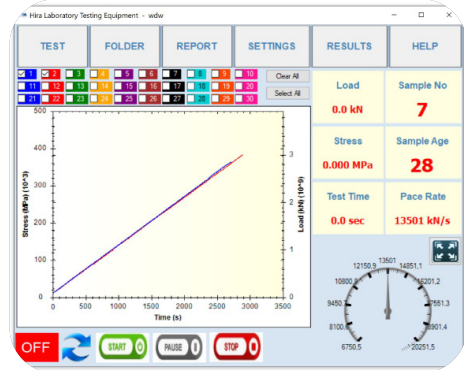 Hira Laboratory Testing Equipment - wdw
TEST FOLDER REPORT SETTINGS RESULTS HELP
1 2 3 4 5 6 7 8 9 10 Clear All
11 12 13 14 15 16 17 18 19 20 Select All
21 22 23 24 25 26 27 28 29 30
Load
0.0 kN
Sample No
7
Stress
0.000 MPa
Sample Age
28
Test Time
0.0 sec
Pace Rate
13501 kN/s
Stress (MPa) (10^3)
500
400
300
200
100
0
Load (kN) (10^9)
3
2
1
0
0 500 1000 1500 2000 2500 3000 3500
Time (s)
13501
12150,9 14851,1
10800,8 16201,2
9450,7 17551,3
8100,6 18901,4
6750,5 20251,5
OFF START PAUSE STOP